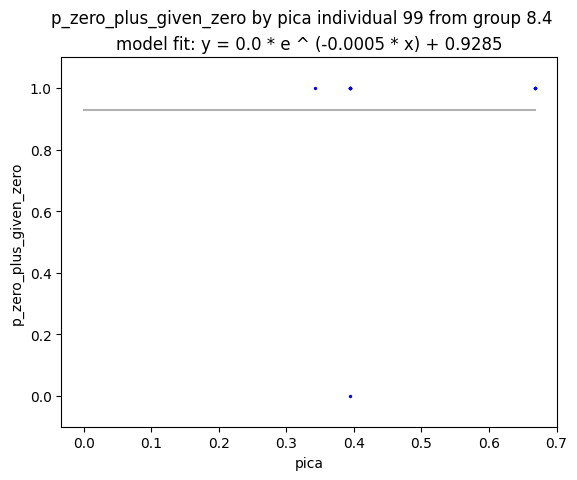 p_zero_plus_given_zero by pica individual 99 from group 8.4
model fit: y = 0.0 * e ^ (-0.0005 * x) + 0.9285
1.0
0.8
0.6
0.4
0.2
0.0
p_zero_plus_given_zero
0.0 0.1 0.2 0.3 0.4 0.5 0.6 0.7
pica